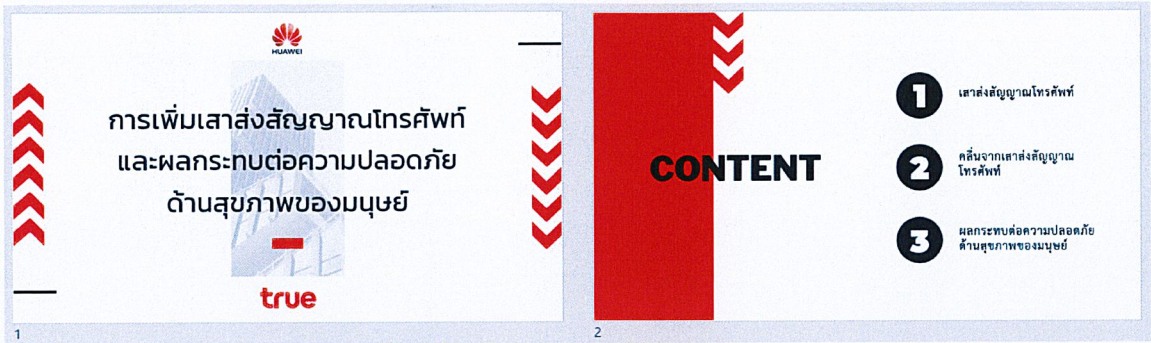 HUAWEI
การเพิ่มเสาส่งสัญญาณโทรศัพท์
และผลกระทบต่อความปลอดภัย
ด้านสุขภาพของมนุษย์
true
1
CONTENT
1 เสาส่งสัญญาณโทรศัพท์
2 คลื่นจากเสาส่งสัญญาณ
โทรศัพท์
3 ผลกระทบต่อความปลอดภัย
ด้านสุขภาพของมนุษย์
2